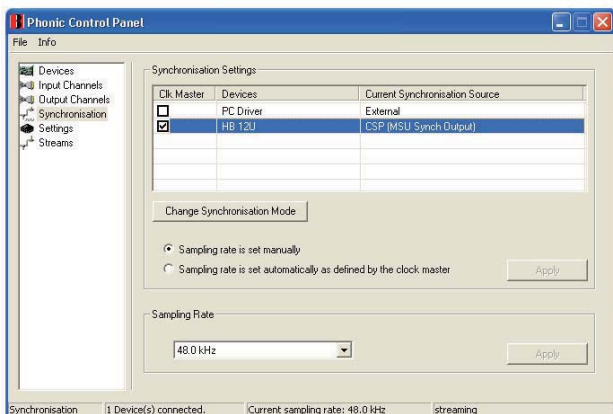 Phonic Control Panel
File Info
Devices
Input Channels
Output Channels
Synchronisation
Settings
Streams
Synchronisation Settings
Clk Master Devices Current Synchronisation Source
PC Driver External
HB 12U CSP (MSU Synch Output)
Change Synchronisation Mode
Sampling rate is set manually
Sampling rate is set automatically as defined by the clock master
Apply
Sampling Rate
48.0 kHz
Apply
Synchronisation 1 Device(s) connected. Current sampling rate: 48.0 kHz streaming